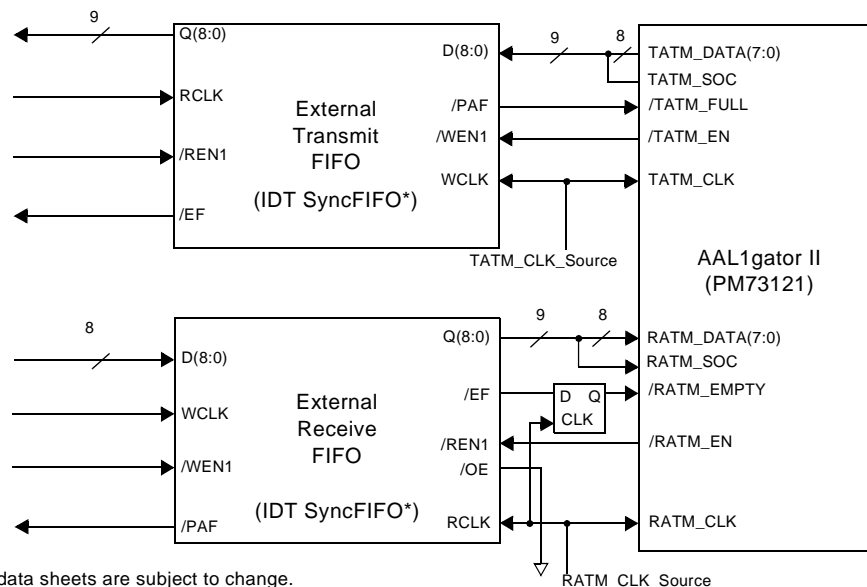 9
Q(8:0)
RCLK
/REN1
/EF
External
Transmit
FIFO
(IDT SyncFIFO*)
D(8:0)
/PAF
/WEN1
WCLK
9
8
TATM_DATA(7:0)
TATM_SOC
/TATM_FULL
/TATM_EN
TATM_CLK
TATM_CLK_Source
AAL1gator II
(PM73121)
8
D(8:0)
WCLK
/WEN1
/PAF
External
Receive
FIFO
(IDT SyncFIFO*)
Q(8:0)
/EF
/REN1
/OE
RCLK
9
8
D Q
CLK
RATM_DATA(7:0)
RATM_SOC
/RATM_EMPTY
/RATM_EN
RATM_CLK
RATM_CLK_Source
data sheets are subject to change.